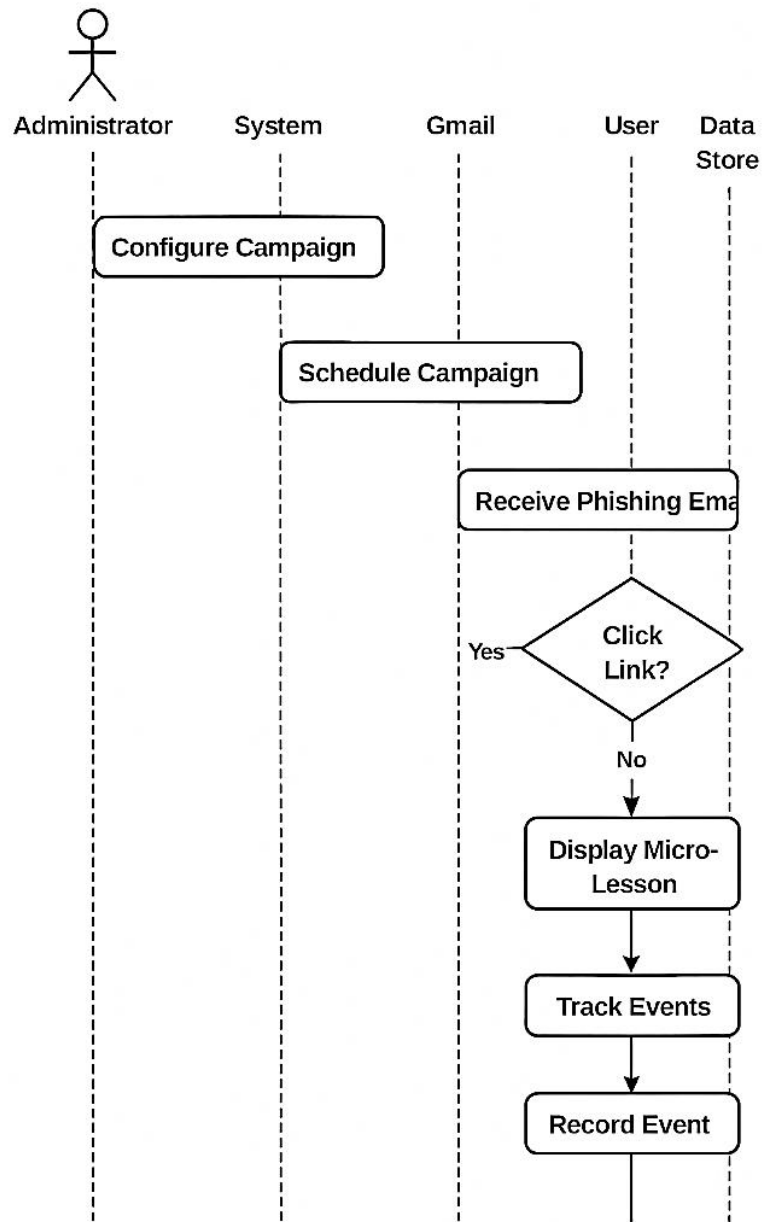 Administrator
System
Gmail
User
Data
Store
Configure Campaign
Schedule Campaign
Receive Phishing Ema
Click
Link?
Yes
No
Display Micro-
Lesson
Track Events
Record Event